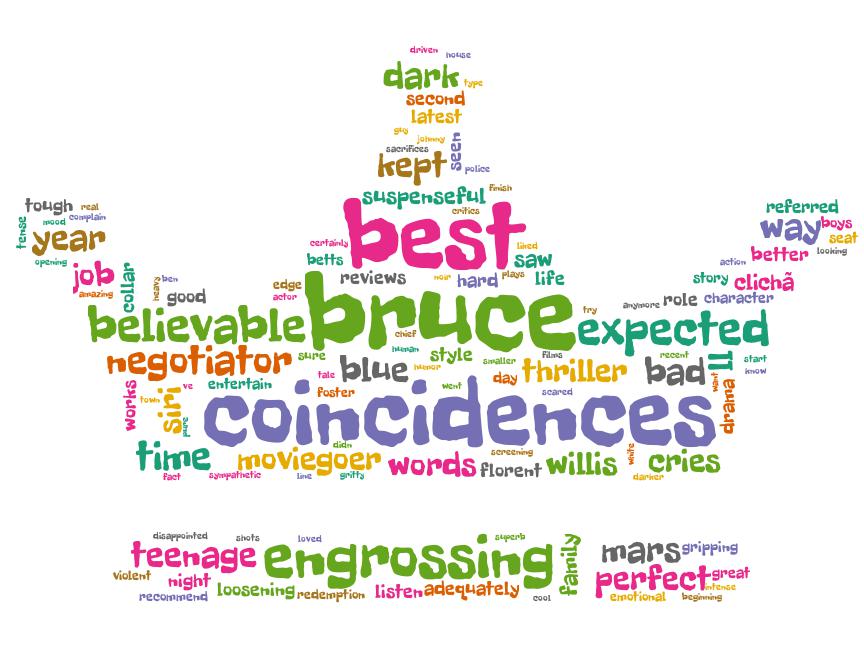 driven
house
dark
type
second
latest
guy
johnny
sacrifices
seen
kept
police
suspenseful
finish
tough
real
mood
complain
tense
year
opening
best
critics
certainly
liked
referred
way
boys
seat
looking
job
amazing
collar
heavy
ben
good
betts
reviews
noir
hard
plays
saw
life
edge
actor
action
better
story
clichã
anymore
role
character
believable
bruce
try
expected
chief
negotiator
sure
human
style
smaller
films
recent
II
start
know
tale
blue
humor
thriller
bad
works
town
siri
ve
pure
entertain
foster
went
day
scared
want
drama
coincidences
time
didn
moviegoer
words
screening
florent
willis
white
cries
fact
sympathetic
line
gritty
darker
disappointed
shots
loved
superb
teenage
engrossing
family
mars
gripping
violent
night
recommend
loosening
redemption
listen
adequately
cool
perfect
great
intense
emotional
beginning